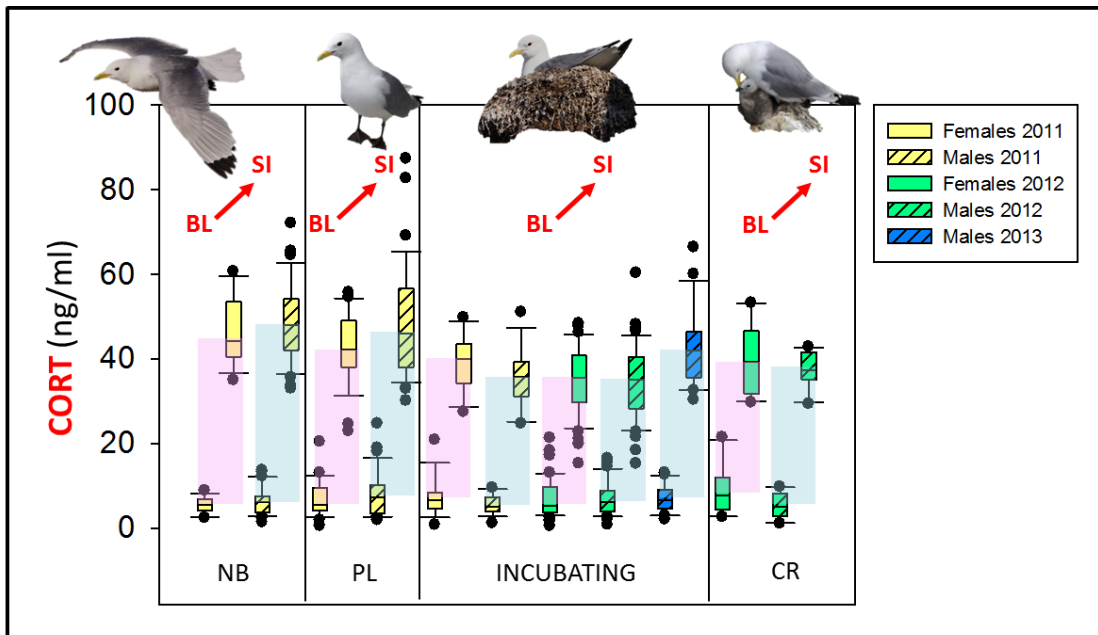 CORT (ng/ml)
100
80
60
40
20
0
SI
BL
SI
BL
SI
BL
SI
BL
NB
PL
INCUBATING
CR
Females 2011
Males 2011
Females 2012
Males 2012
Males 2013